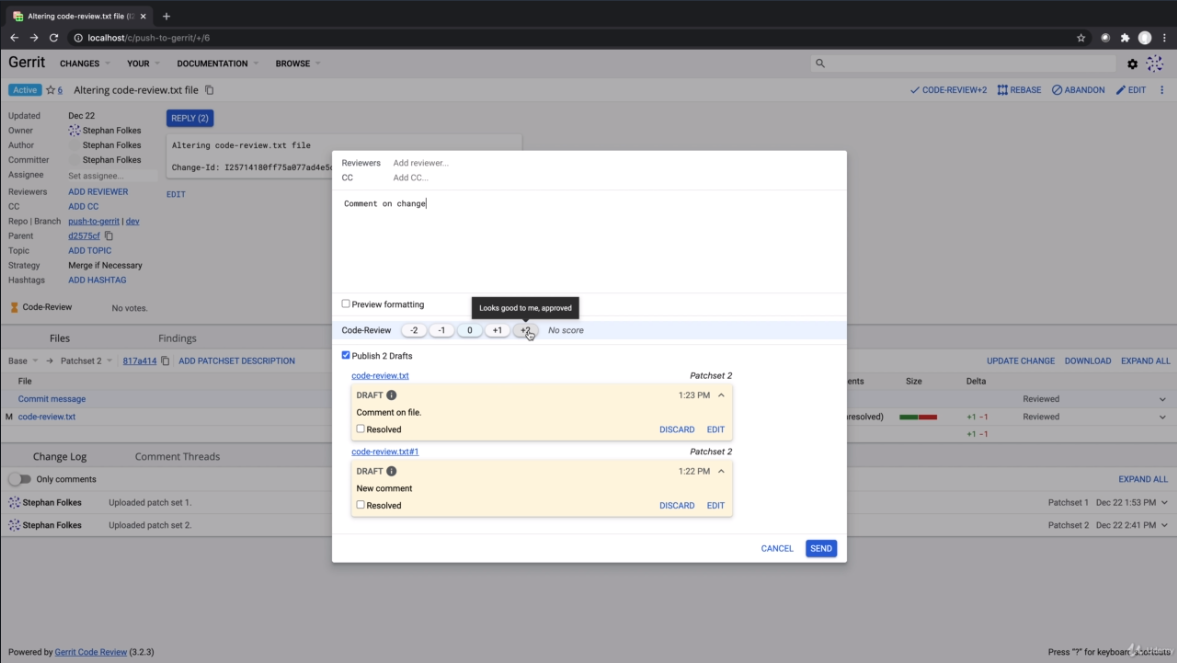 Altering code-review.txt file (
localhost/c/push-to-gerrit/+/6
Gerrit CHANGES YOUR DOCUMENTATION BROWSE
Active 6 Altering code-review.txt file CODE-REVIEW+2 REBASE ABANDON EDIT
Updated Dec 22
Owner Stephan Folkes
Author Stephan Folkes
Committer Stephan Folkes
Assignee Set assignee...
Reviewers ADD REVIEWER
CC ADD CC
Repo | Branch push-to-gerrit | dev
Parent d2575cf
Topic ADD TOPIC
Strategy Merge if Necessary
Hashtags ADD HASHTAG
Code-Review No votes.
REPLY (2)
Altering code-review.txt file
Change-Id: I25714180ff75a077ad4e5
EDIT
Reviewers Add reviewer...
CC Add CC...
Comment on change
Preview formatting
Looks good to me, approved
Code-Review -2 -1 0 +1 +2 No score
Publish 2 Drafts
code-review.txt Patchset 2
DRAFT 1:23 PM
Comment on file.
Resolved DISCARD EDIT
code-review.txt#1 Patchset 2
DRAFT 1:22 PM
New comment
Resolved DISCARD EDIT
CANCEL SEND
Files Findings
Base → Patchset 2 817a414 ADD PATCHSET DESCRIPTION UPDATE CHANGE DOWNLOAD EXPAND ALL
File ents Size Delta
Commit message Reviewed
M code-review.txt resolved) +1 -1 Reviewed
+1 -1
Change Log Comment Threads
Only comments EXPAND ALL
Stephan Folkes Uploaded patch set 1. Patchset 1 Dec 22 1:53 PM
Stephan Folkes Uploaded patch set 2. Patchset 2 Dec 22 2:41 PM
Powered by Gerrit Code Review (3.2.3) Press "?" for keyboard shortcuts